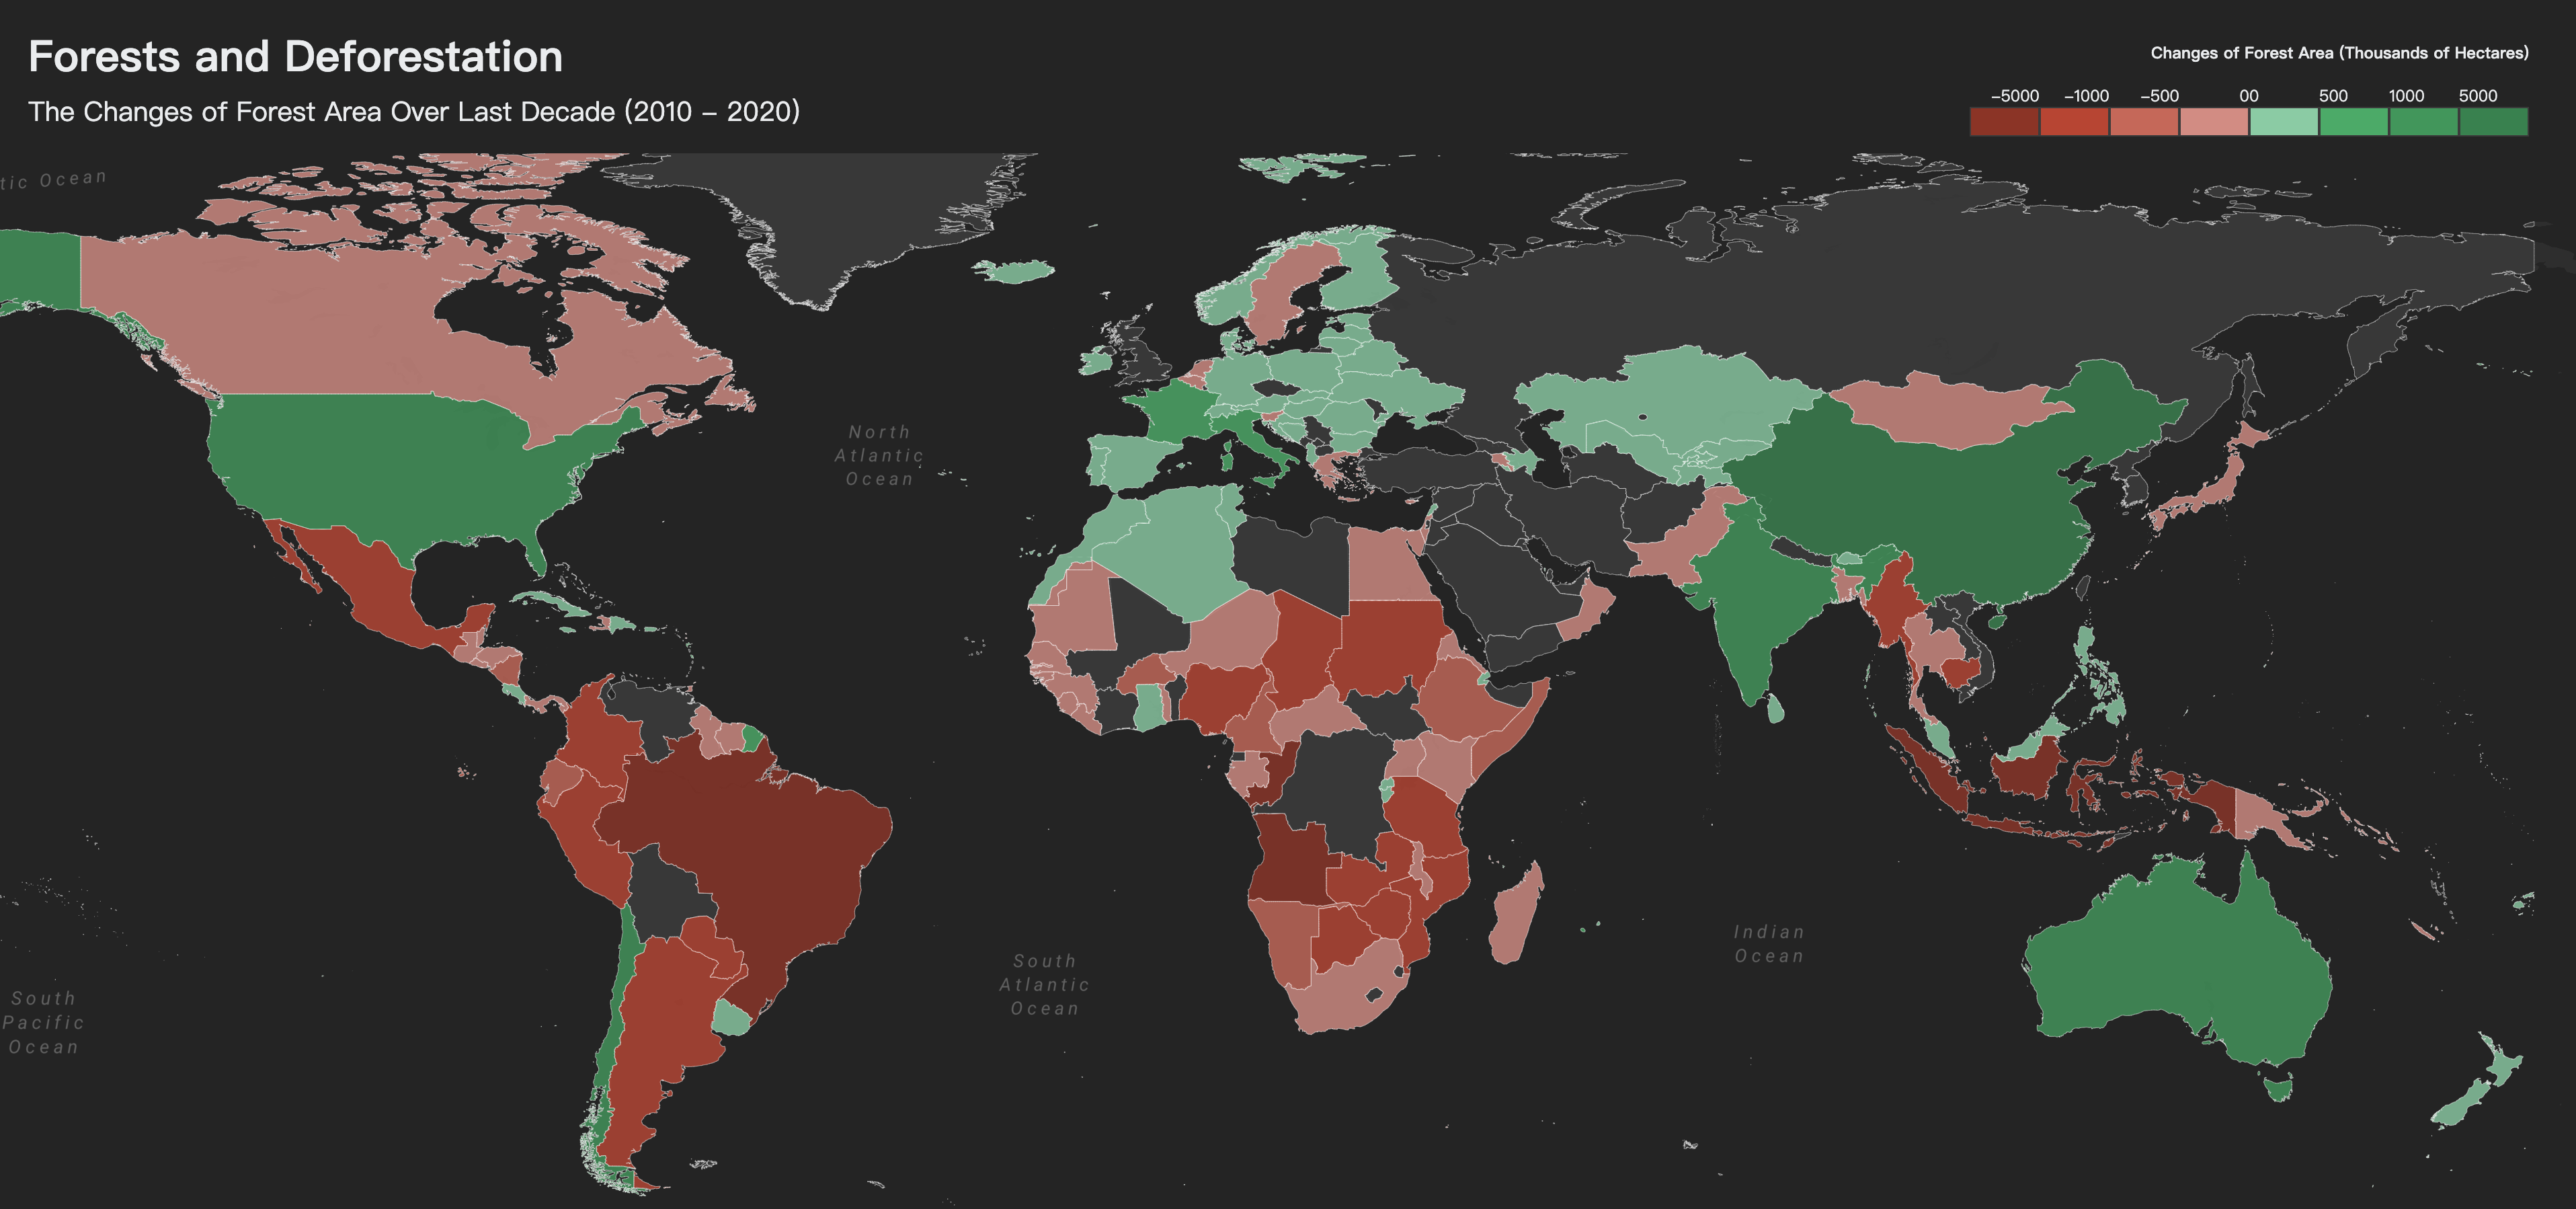 Forests and Deforestation
The Changes of Forest Area Over Last Decade (2010 – 2020)
Changes of Forest Area (Thousands of Hectares)
−5000 −1000 −500 00 500 1000 5000
tic Ocean
North
Atlantic
Ocean
South
Pacific
Ocean
South
Atlantic
Ocean
Indian
Ocean